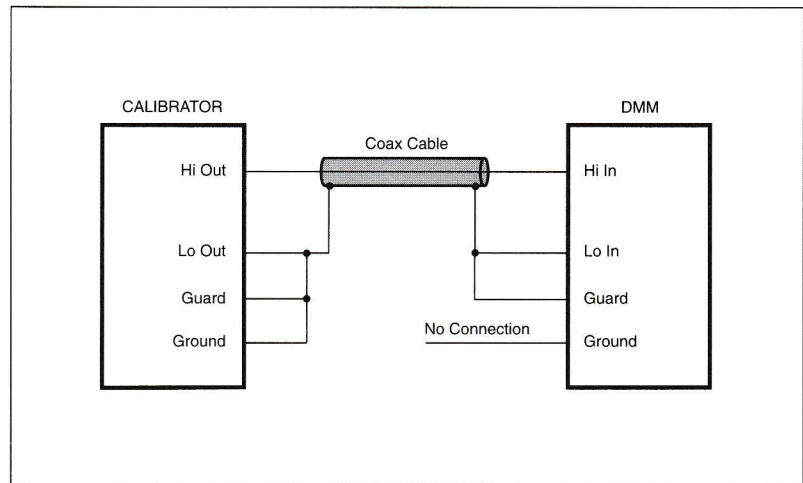 CALIBRATOR
DMM
Coax Cable
Hi Out
Hi In
Lo Out
Lo In
Guard
Guard
No Connection
Ground
Ground